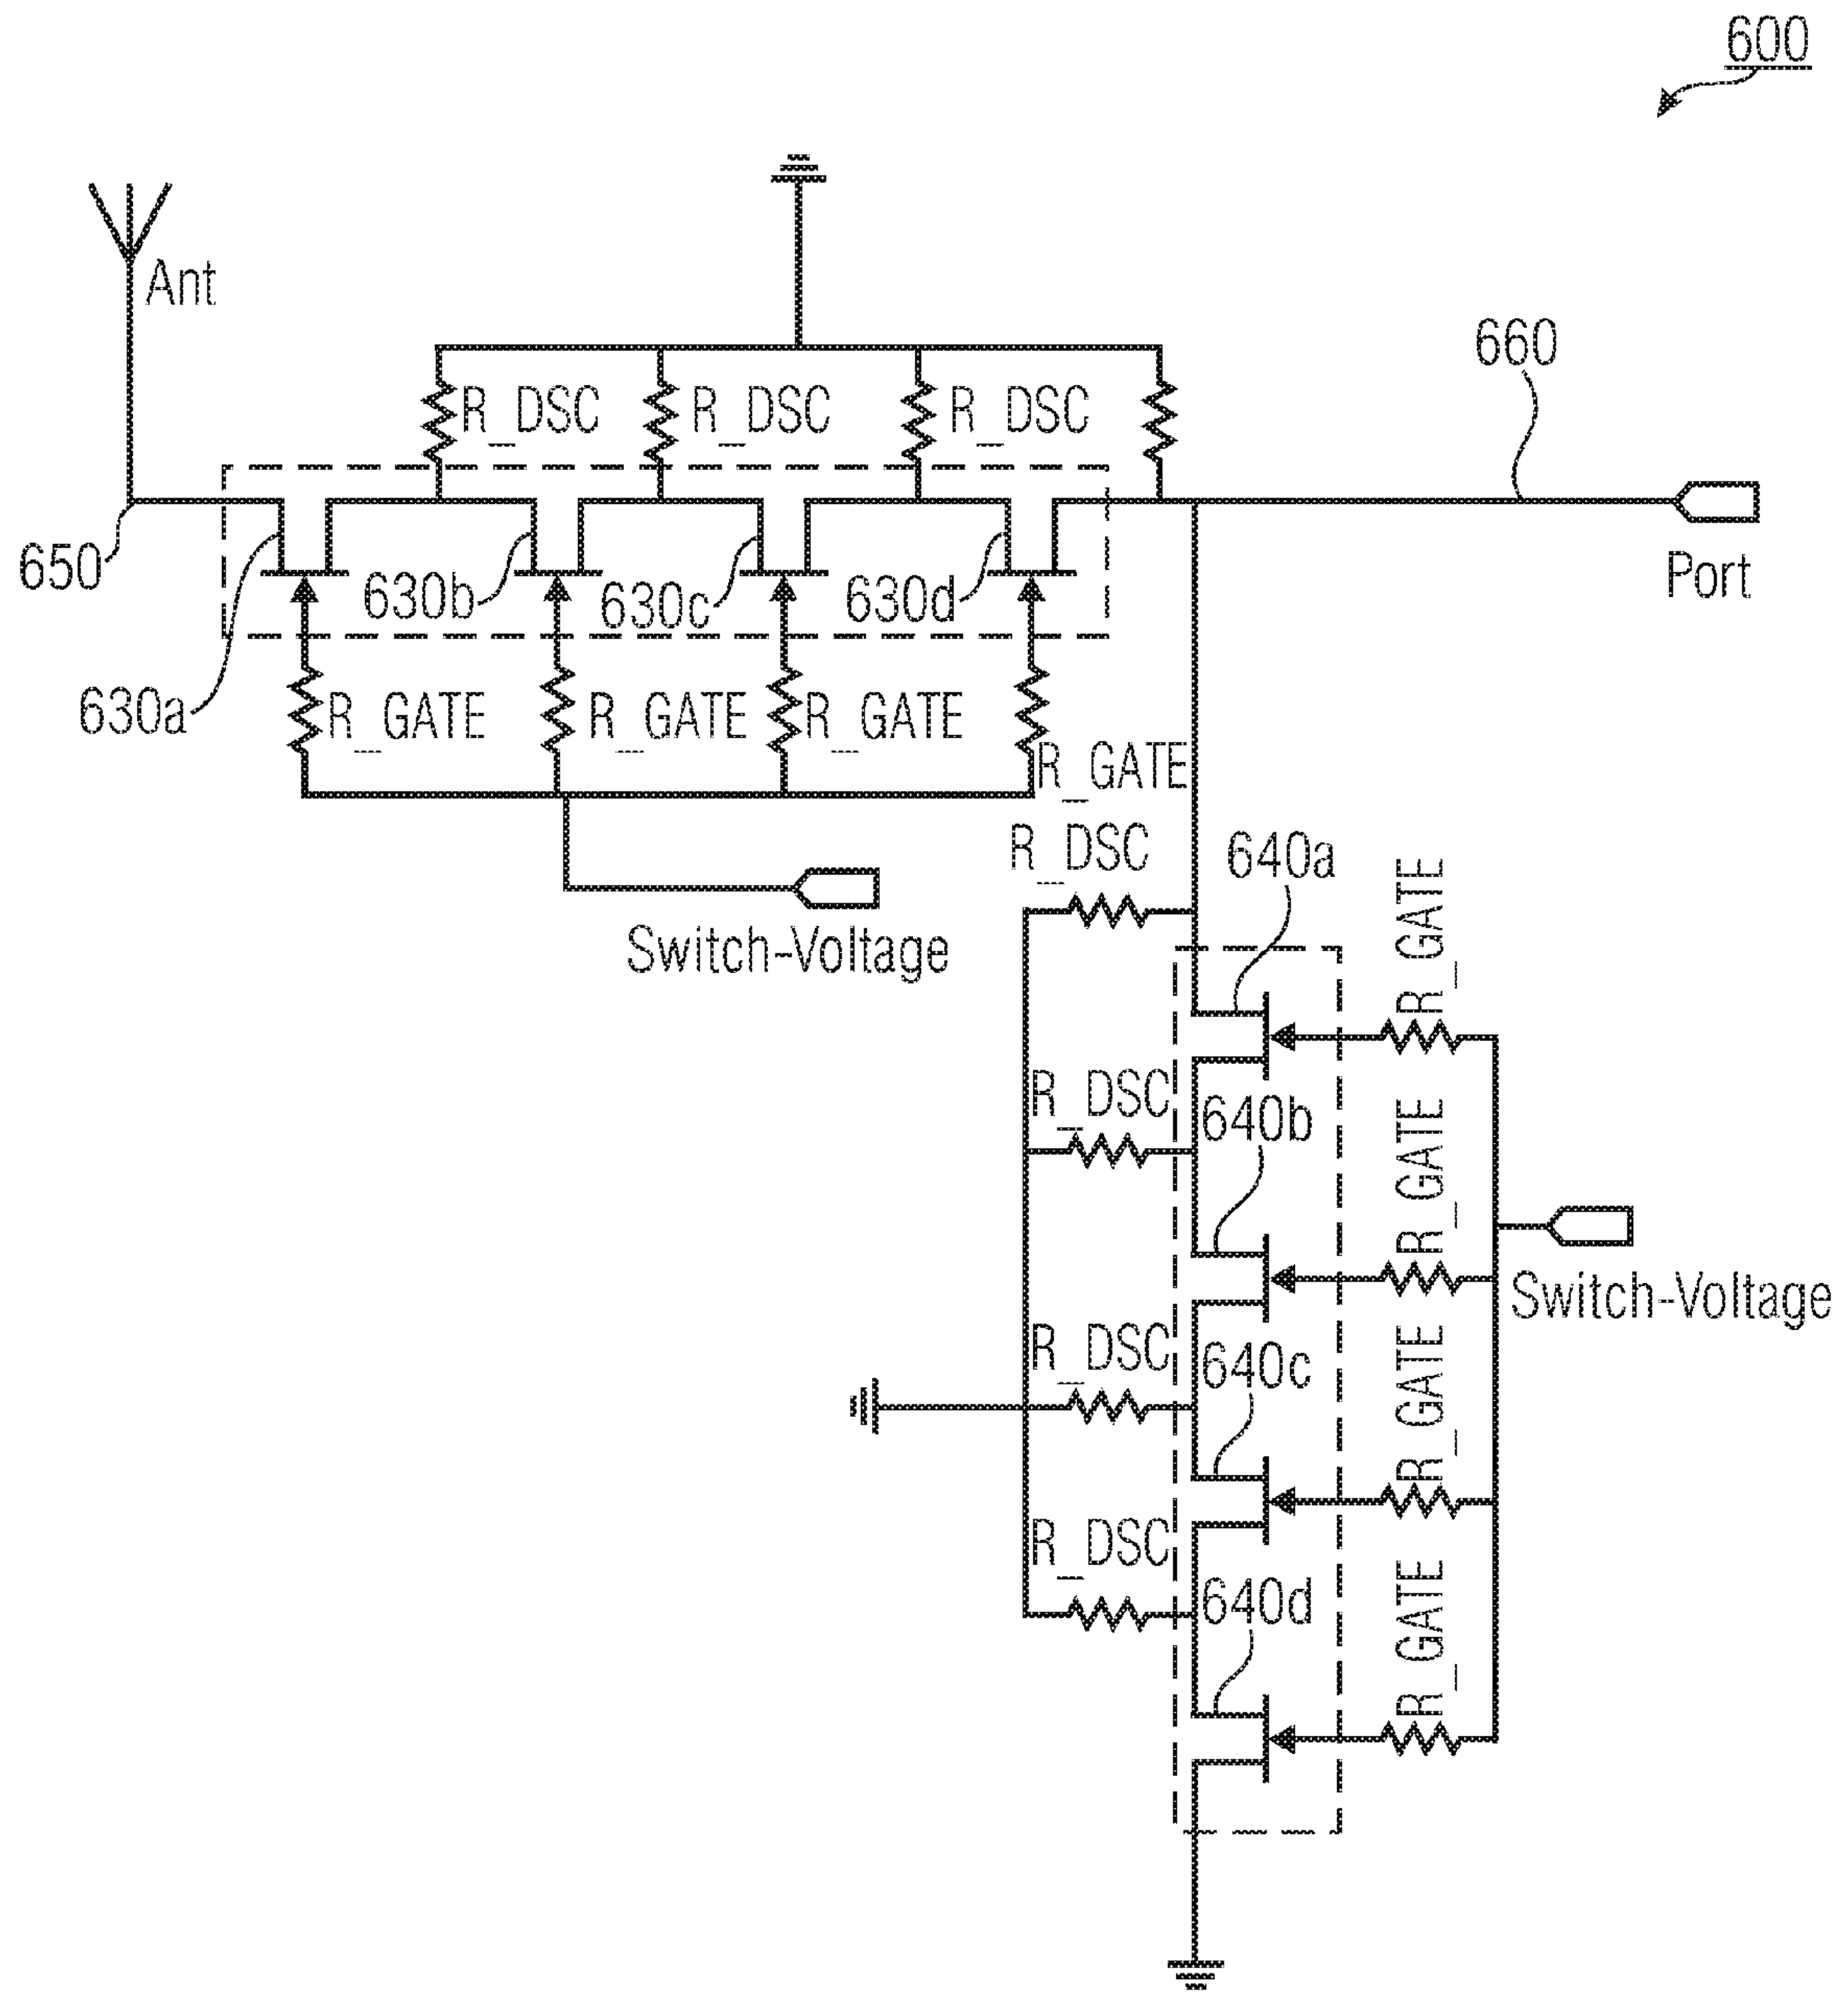 600
Ant
660
R_DSC R_DSC R_DSC
650
630b 630c 630d
Port
630a
R_GATE R_GATE R_GATE
R_GATE
R_DSC
640a
R_GATE
Switch-Voltage
R_DSC
640b
R_GATE
Switch-Voltage
R_DSC
640c
R_GATE
R_DSC
640d
R_GATE